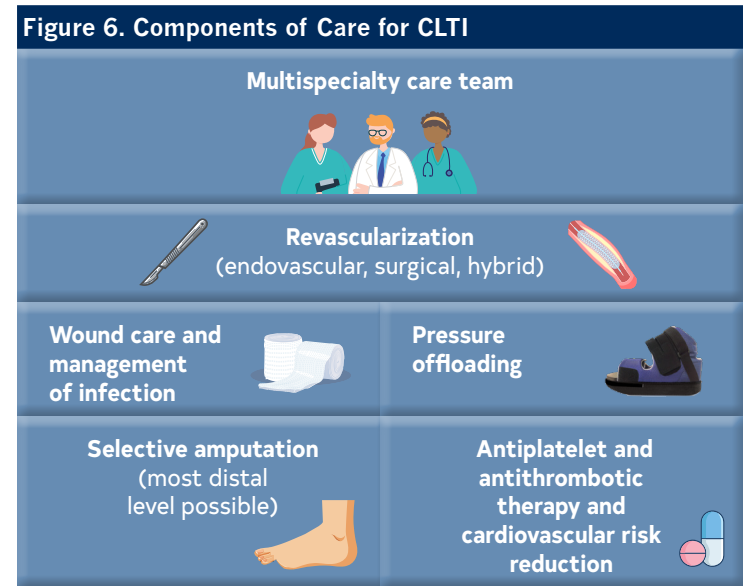 Figure 6. Components of Care for CLTI
Multispecialty care team
Revascularization
(endovascular, surgical, hybrid)
Wound care and
management
of infection
Pressure
offloading
Selective amputation
(most distal
level possible)
Antiplatelet and
antithrombotic
therapy and
cardiovascular risk
reduction